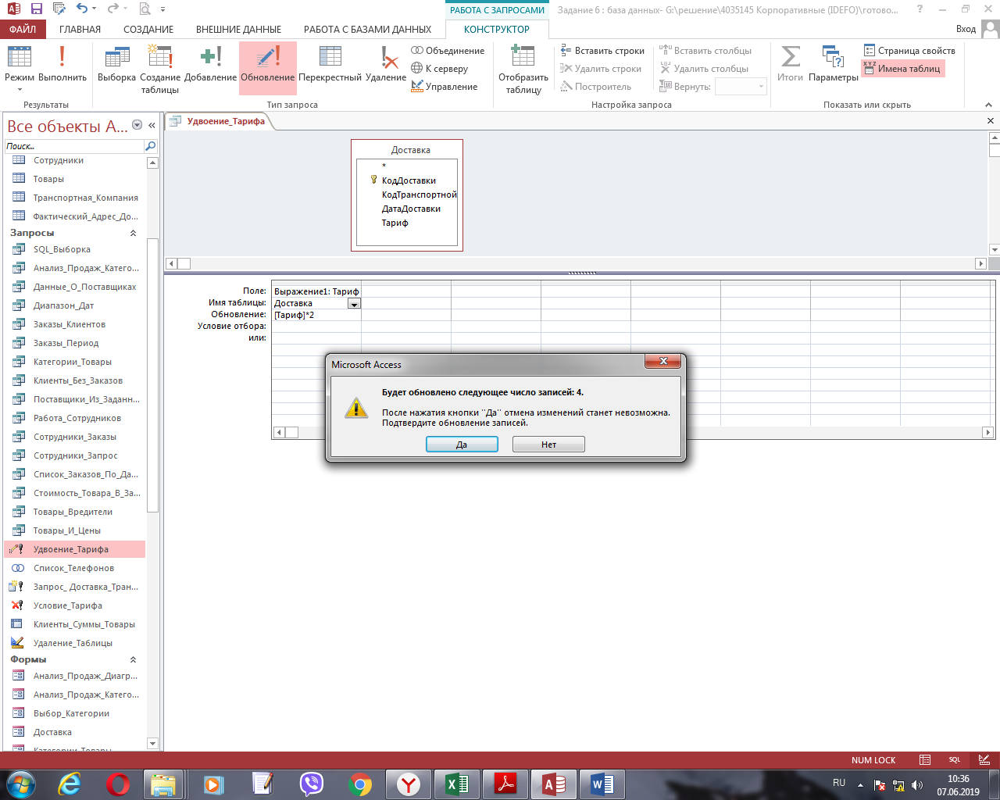 РАБОТА С ЗАПРОСАМИ
Задание 6 : база данных- G:\решение\4035145 Корпоративные (IDEFO)\готово...
ФАЙЛ ГЛАВНАЯ СОЗДАНИЕ ВНЕШНИЕ ДАННЫЕ РАБОТА С БАЗАМИ ДАННЫХ КОНСТРУКТОР Вход
Режим Выполнить
Результаты
Выборка Создание таблицы Добавление Обновление Перекрестный Удаление
Объединение
К серверу
Управление
Тип запроса
Отобразить таблицу
Вставить строки
Удалить строки
Построитель
Вставить столбцы
Удалить столбцы
Вернуть:
Настройка запроса
Итоги Параметры
Страница свойств
Имена таблиц
Показать или скрыть
Все объекты A...
Поиск...
Сотрудники
Товары
Транспортная_Компания
Фактический_Адрес_До...
Запросы
SQL_Выборка
Анализ_Продаж_Катего...
Данные_О_Поставщиках
Диапазон_Дат
Заказы_Клиентов
Заказы_Период
Категории_Товары
Клиенты_Без_Заказов
Поставщики_Из_Заданн...
Работа_Сотрудников
Сотрудники_Заказы
Сотрудники_Запрос
Список_Заказов_По_Да...
Стоимость_Товара_В_За...
Товары_Вредители
Товары_И_Цены
Удвоение_Тарифа
Список_Телефонов
Запрос_ Доставка_Тран...
Условие_Тарифа
Клиенты_Суммы_Товары
Удаление_Таблицы
Формы
Анализ_Продаж_Диагр...
Анализ_Продаж_Катего...
Выбор_Категории
Доставка
Категории_Товары
Удвоение_Тарифа
Доставка
*
КодДоставки
КодТранспортной
ДатаДоставки
Тариф
Поле: Выражение1: Тариф
Имя таблицы: Доставка
Обновление: [Тариф]*2
Условие отбора:
или:
Microsoft Access
Будет обновлено следующее число записей: 4.
После нажатия кнопки "Да" отмена изменений станет невозможна.
Подтвердите обновление записей.
Да Нет
NUM LOCK SQL
RU 10:36
07.06.2019